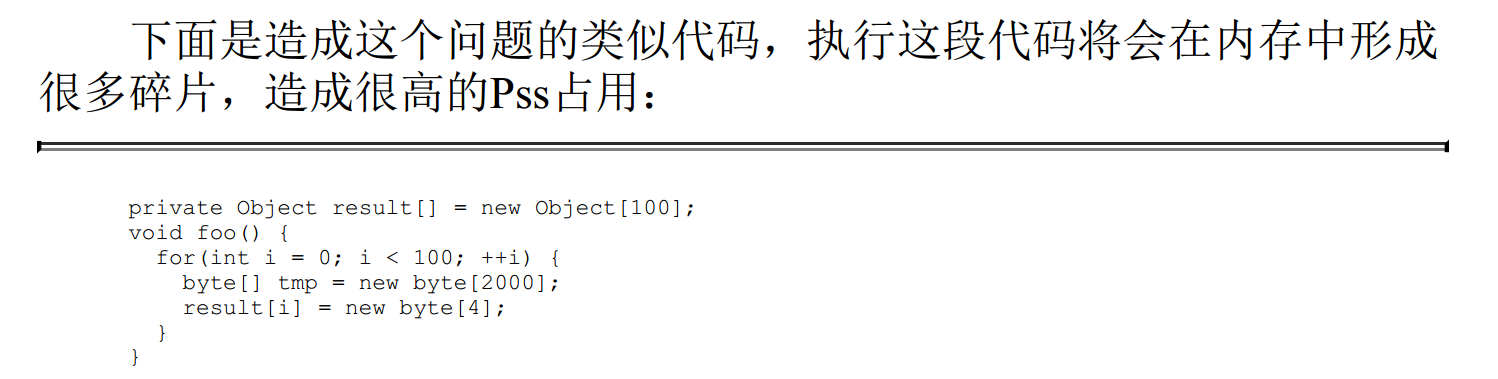 下面是造成这个问题的类似代码，执行这段代码将会在内存中形成
很多碎片，造成很高的Pss占用：
private Object result[] = new Object[100];
void foo() {
  for(int i = 0; i < 100; ++i) {
    byte[] tmp = new byte[2000];
    result[i] = new byte[4];
  }
}